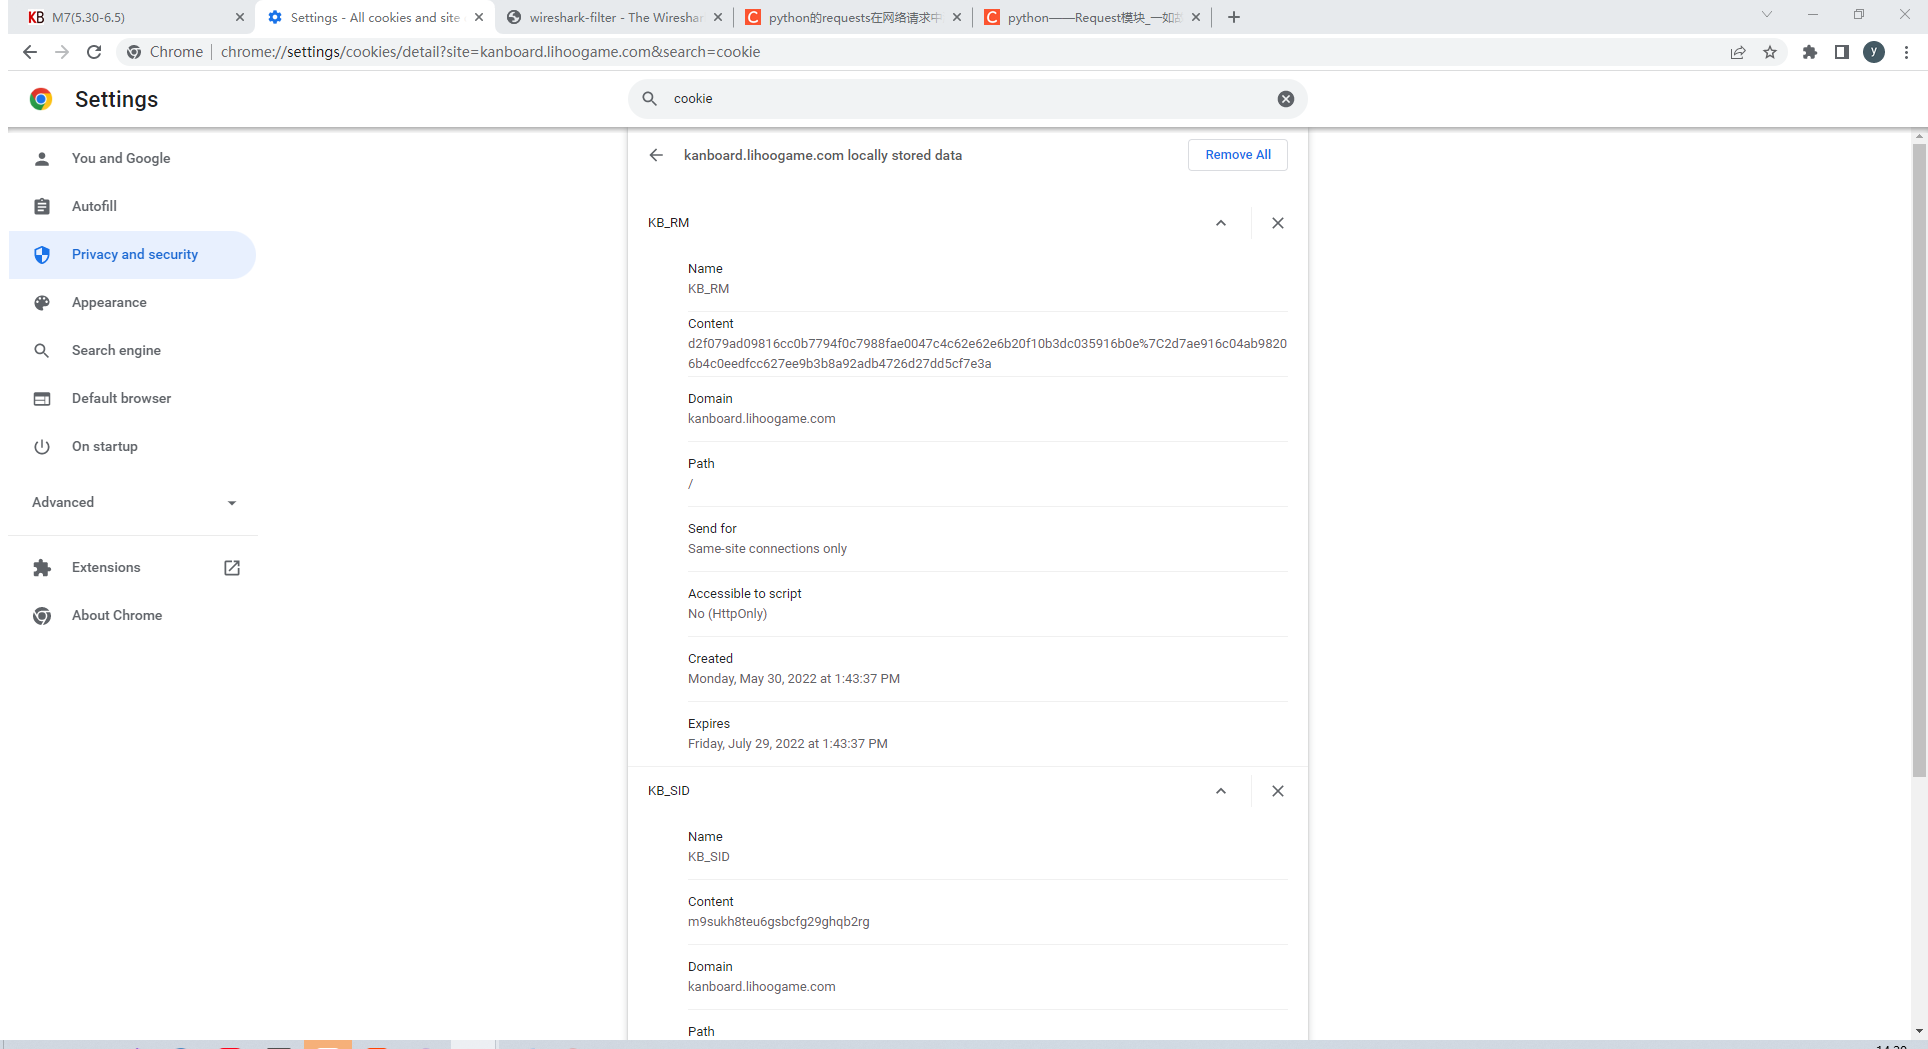 KB M7(5.30-6.5)
Settings - All cookies and site
wireshark-filter - The Wiresha
python的requests在网络请求中
python——Request模块_一如
Chrome chrome://settings/cookies/detail?site=kanboard.lihoogame.com&search=cookie
y
Settings
cookie
You and Google
Autofill
Privacy and security
Appearance
Search engine
Default browser
On startup
Advanced
Extensions
About Chrome
kanboard.lihoogame.com locally stored data
Remove All
KB_RM
Name
KB_RM
Content
d2f079ad09816cc0b7794f0c7988fae0047c4c62e62e6b20f10b3dc035916b0e%7C2d7ae916c04ab9820
6b4c0eedfcc627ee9b3b8a92adb4726d27dd5cf7e3a
Domain
kanboard.lihoogame.com
Path
/
Send for
Same-site connections only
Accessible to script
No (HttpOnly)
Created
Monday, May 30, 2022 at 1:43:37 PM
Expires
Friday, July 29, 2022 at 1:43:37 PM
KB_SID
Name
KB_SID
Content
m9sukh8teu6gsbcfg29ghqb2rg
Domain
kanboard.lihoogame.com
Path